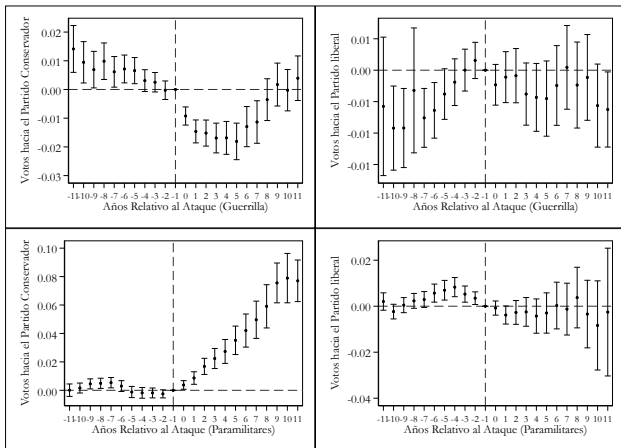 Votos hacia el Partido Conservador
0.02
0.01
0.00
-0.01
-0.02
-0.03
-11 -10 -9 -8 -7 -6 -5 -4 -3 -2 -1 0 1 2 3 4 5 6 7 8 9 10 11
Años Relativo al Ataque (Guerrilla)
Votos hacia el Partido liberal
0.01
0.00
-0.01
-0.01
-11 -10 -9 -8 -7 -6 -5 -4 -3 -2 -1 0 1 2 3 4 5 6 7 8 9 10 11
Años Relativo al Ataque (Guerrilla)
Votos hacia el Partido Conservador
0.10
0.08
0.06
0.04
0.02
0.00
-11 -10 -9 -8 -7 -6 -5 -4 -3 -2 -1 0 1 2 3 4 5 6 7 8 9 10 11
Años Relativo al Ataque (Paramilitares)
Votos hacia el Partido liberal
0.02
0.00
-0.02
-0.04
-11 -10 -9 -8 -7 -6 -5 -4 -3 -2 -1 0 1 2 3 4 5 6 7 8 9 10 11
Años Relativo al Ataque (Paramilitares)